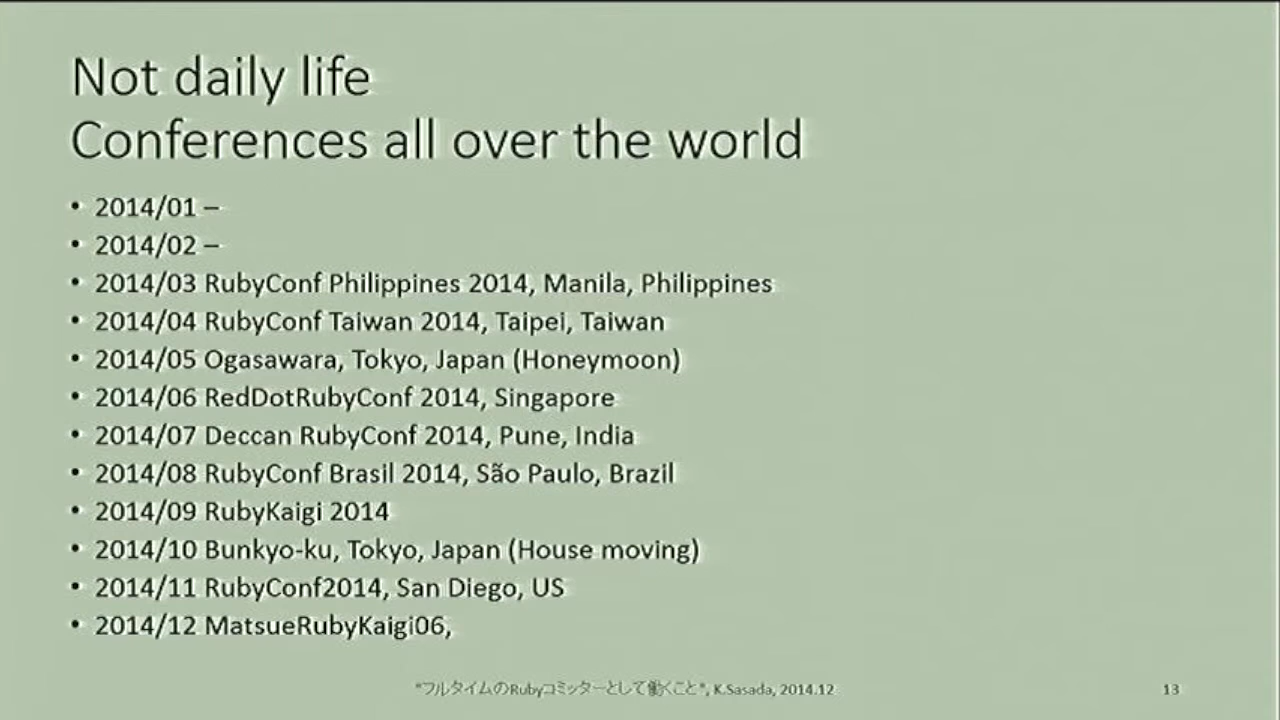 Not daily life
Conferences all over the world
• 2014/01 –
• 2014/02 –
• 2014/03 RubyConf Philippines 2014, Manila, Philippines
• 2014/04 RubyConf Taiwan 2014, Taipei, Taiwan
• 2014/05 Ogasawara, Tokyo, Japan (Honeymoon)
• 2014/06 RedDotRubyConf 2014, Singapore
• 2014/07 Deccan RubyConf 2014, Pune, India
• 2014/08 RubyConf Brasil 2014, São Paulo, Brazil
• 2014/09 RubyKaigi 2014
• 2014/10 Bunkyo-ku, Tokyo, Japan (House moving)
• 2014/11 RubyConf2014, San Diego, US
• 2014/12 MatsueRubyKaigi06,
"フルタイムのRubyコミッターとして働くこと", K.Sasada, 2014.12 13